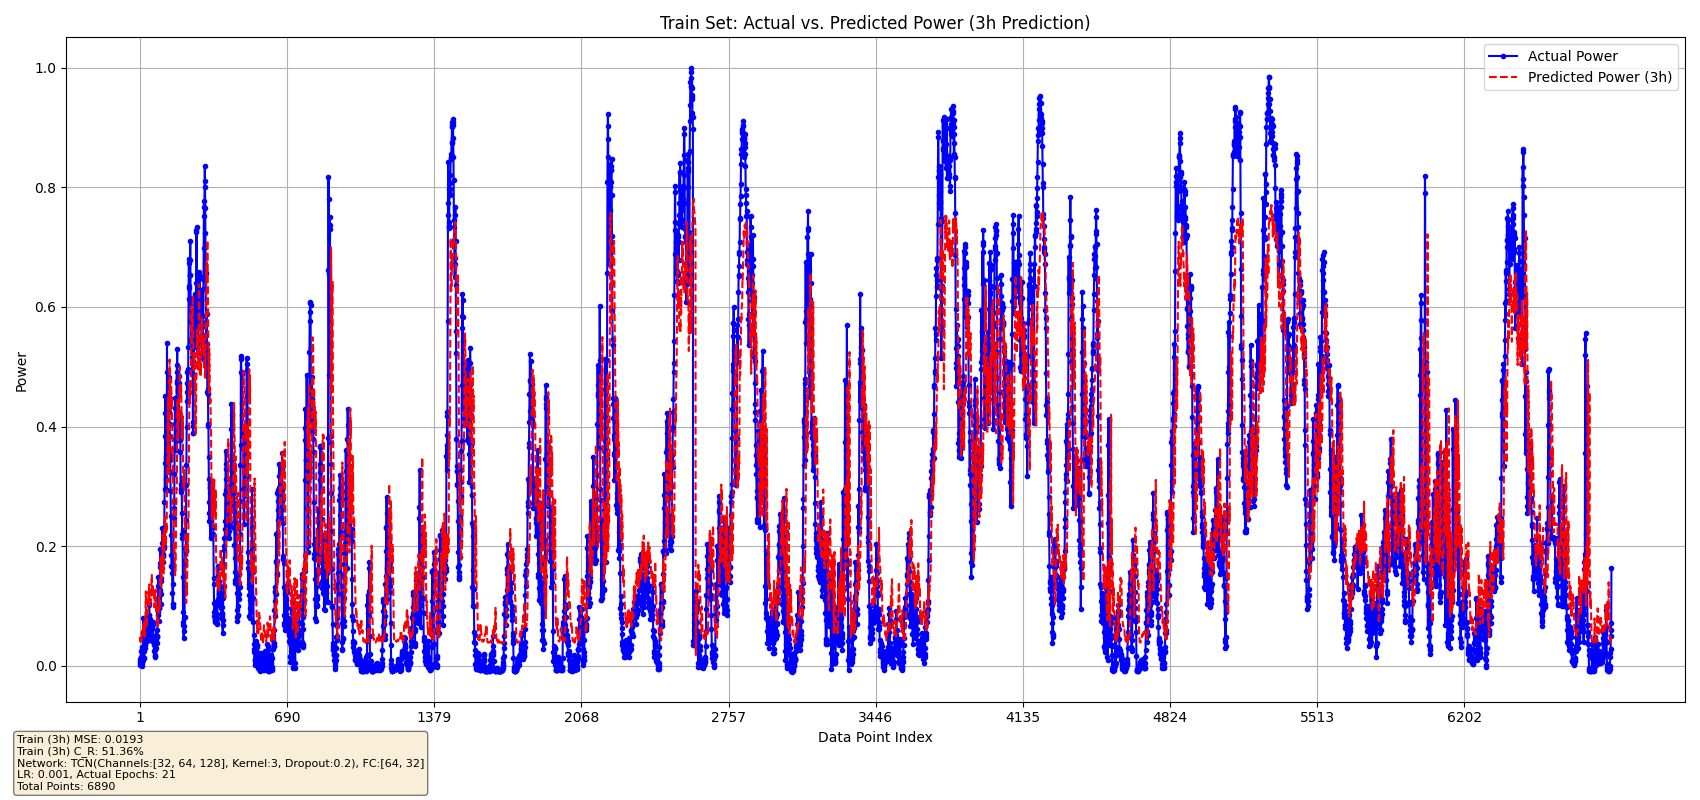 Train Set: Actual vs. Predicted Power (3h Prediction)
Actual Power
Predicted Power (3h)
1.0
0.8
0.6
0.4
0.2
0.0
Power
1 690 1379 2068 2757 3446 4135 4824 5513 6202
Data Point Index
Train (3h) MSE: 0.0193
Train (3h) C_R: 51.36%
Network: TCN(Channels:[32, 64, 128], Kernel:3, Dropout:0.2), FC:[64, 32]
LR: 0.001, Actual Epochs: 21
Total Points: 6890